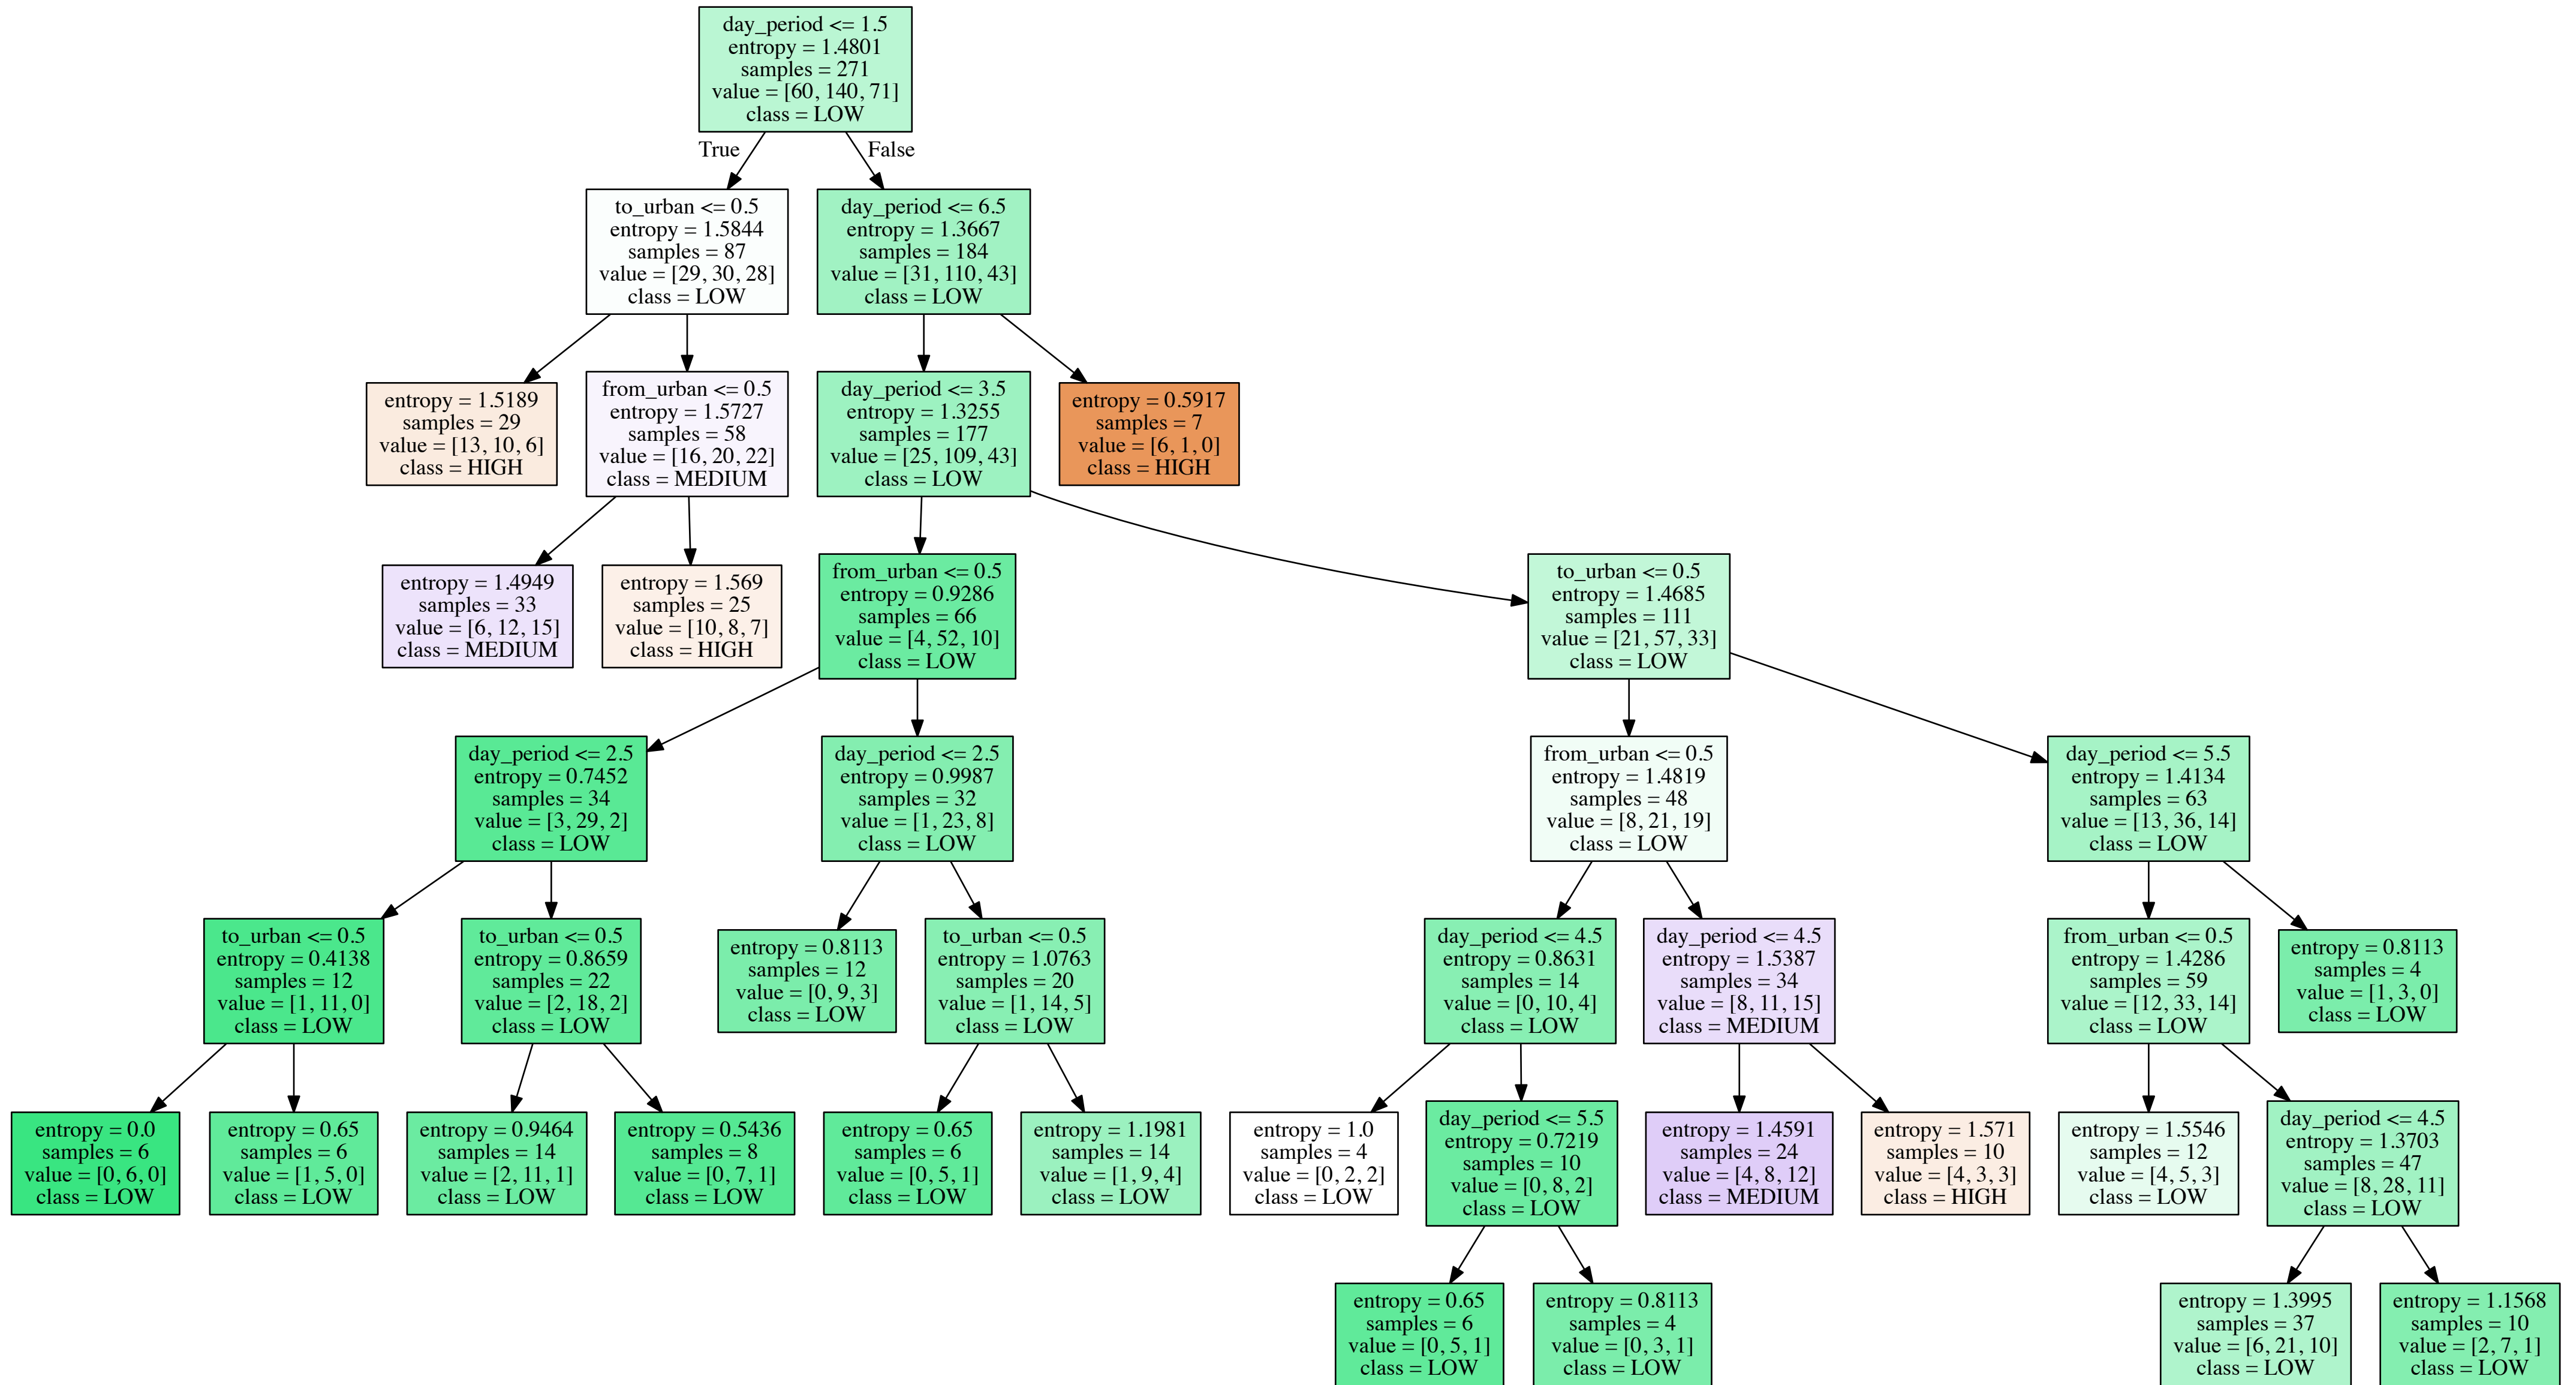 day_period <= 1.5
entropy = 1.4801
samples = 271
value = [60, 140, 71]
class = LOW
True
False
to_urban <= 0.5
entropy = 1.5844
samples = 87
value = [29, 30, 28]
class = LOW
day_period <= 6.5
entropy = 1.3667
samples = 184
value = [31, 110, 43]
class = LOW
entropy = 1.5189
samples = 29
value = [13, 10, 6]
class = HIGH
from_urban <= 0.5
entropy = 1.5727
samples = 58
value = [16, 20, 22]
class = MEDIUM
day_period <= 3.5
entropy = 1.3255
samples = 177
value = [25, 109, 43]
class = LOW
entropy = 0.5917
samples = 7
value = [6, 1, 0]
class = HIGH
entropy = 1.4949
samples = 33
value = [6, 12, 15]
class = MEDIUM
entropy = 1.569
samples = 25
value = [10, 8, 7]
class = HIGH
from_urban <= 0.5
entropy = 0.9286
samples = 66
value = [4, 52, 10]
class = LOW
to_urban <= 0.5
entropy = 1.4685
samples = 111
value = [21, 57, 33]
class = LOW
day_period <= 2.5
entropy = 0.7452
samples = 34
value = [3, 29, 2]
class = LOW
day_period <= 2.5
entropy = 0.9987
samples = 32
value = [1, 23, 8]
class = LOW
from_urban <= 0.5
entropy = 1.4819
samples = 48
value = [8, 21, 19]
class = LOW
day_period <= 5.5
entropy = 1.4134
samples = 63
value = [13, 36, 14]
class = LOW
to_urban <= 0.5
entropy = 0.4138
samples = 12
value = [1, 11, 0]
class = LOW
to_urban <= 0.5
entropy = 0.8659
samples = 22
value = [2, 18, 2]
class = LOW
entropy = 0.8113
samples = 12
value = [0, 9, 3]
class = LOW
to_urban <= 0.5
entropy = 1.0763
samples = 20
value = [1, 14, 5]
class = LOW
day_period <= 4.5
entropy = 0.8631
samples = 14
value = [0, 10, 4]
class = LOW
day_period <= 4.5
entropy = 1.5387
samples = 34
value = [8, 11, 15]
class = MEDIUM
from_urban <= 0.5
entropy = 1.4286
samples = 59
value = [12, 33, 14]
class = LOW
entropy = 0.8113
samples = 4
value = [1, 3, 0]
class = LOW
entropy = 0.0
samples = 6
value = [0, 6, 0]
class = LOW
entropy = 0.65
samples = 6
value = [1, 5, 0]
class = LOW
entropy = 0.9464
samples = 14
value = [2, 11, 1]
class = LOW
entropy = 0.5436
samples = 8
value = [0, 7, 1]
class = LOW
entropy = 0.65
samples = 6
value = [0, 5, 1]
class = LOW
entropy = 1.1981
samples = 14
value = [1, 9, 4]
class = LOW
entropy = 1.0
samples = 4
value = [0, 2, 2]
class = LOW
day_period <= 5.5
entropy = 0.7219
samples = 10
value = [0, 8, 2]
class = LOW
entropy = 1.4591
samples = 24
value = [4, 8, 12]
class = MEDIUM
entropy = 1.571
samples = 10
value = [4, 3, 3]
class = HIGH
entropy = 1.5546
samples = 12
value = [4, 5, 3]
class = LOW
day_period <= 4.5
entropy = 1.3703
samples = 47
value = [8, 28, 11]
class = LOW
entropy = 0.65
samples = 6
value = [0, 5, 1]
class = LOW
entropy = 0.8113
samples = 4
value = [0, 3, 1]
class = LOW
entropy = 1.3995
samples = 37
value = [6, 21, 10]
class = LOW
entropy = 1.1568
samples = 10
value = [2, 7, 1]
class = LOW